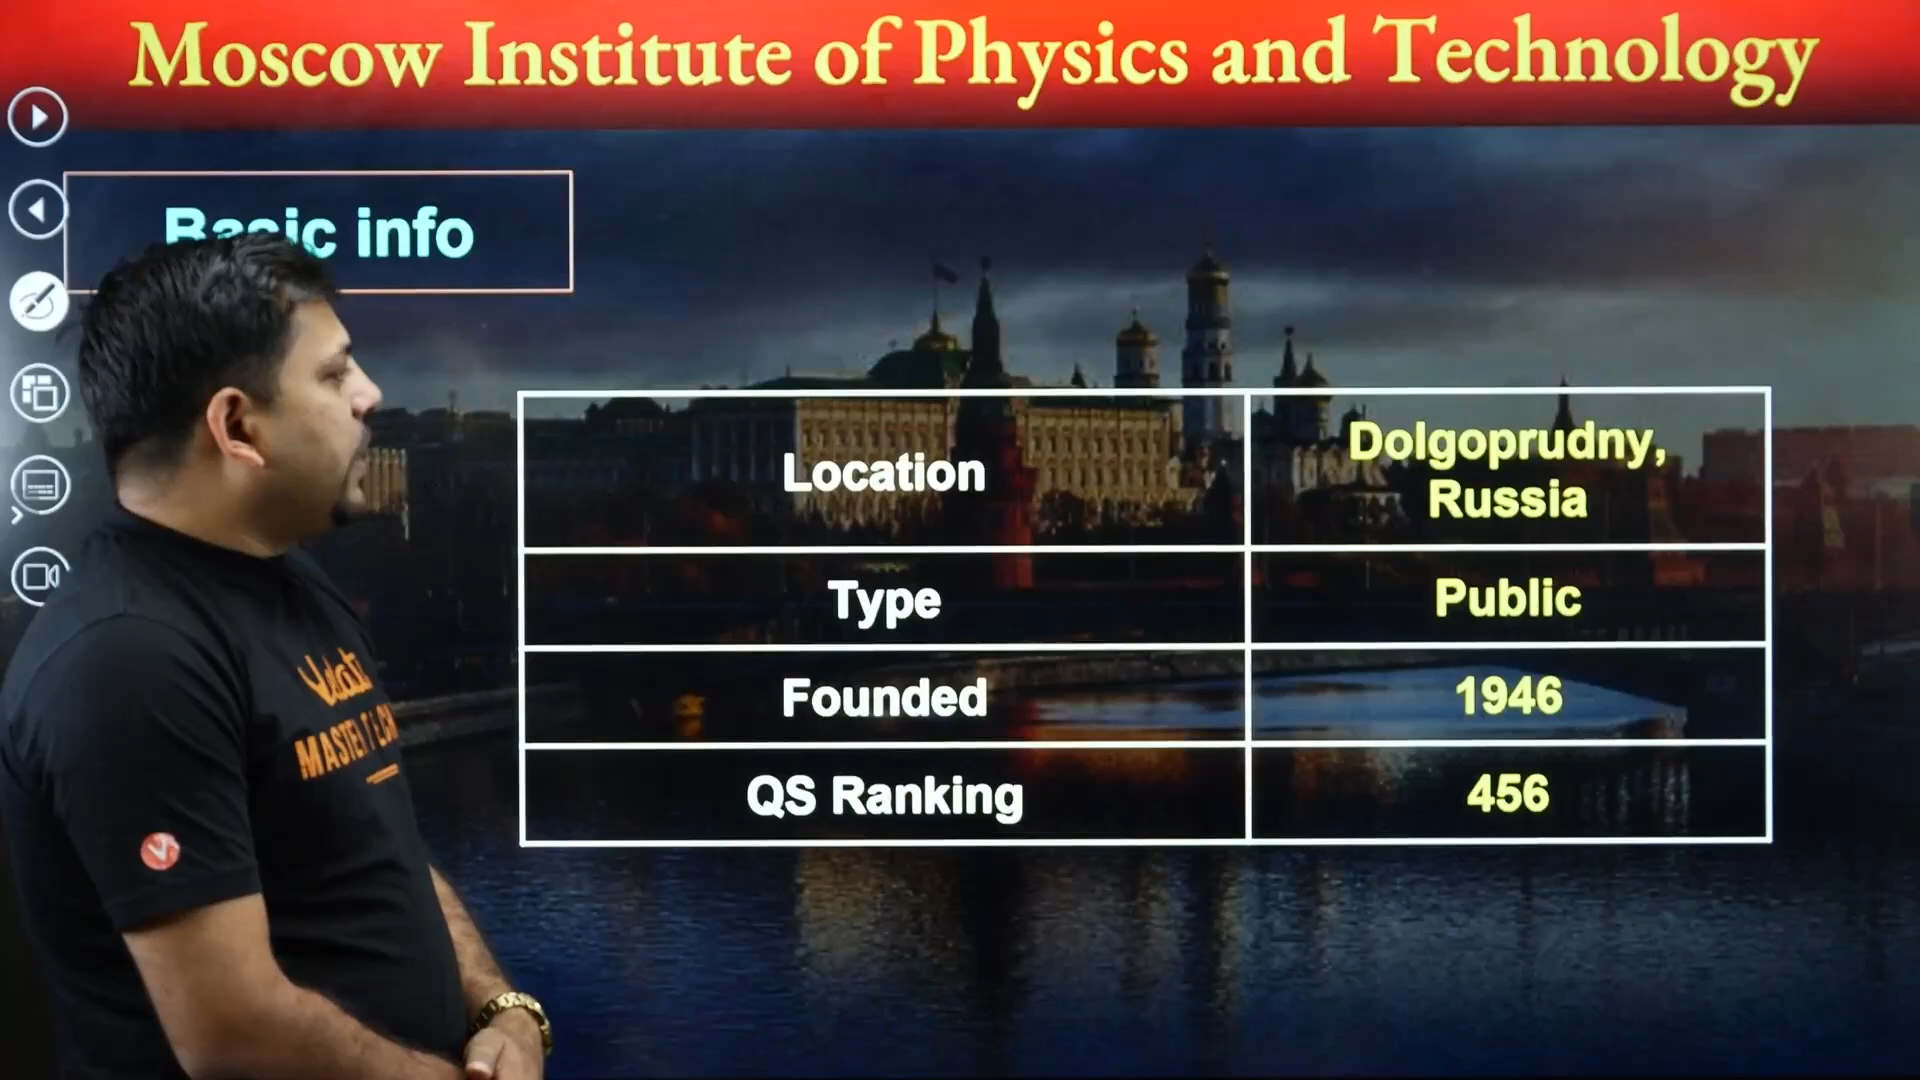 Moscow Institute of Physics and Technology
Basic info
Location
Dolgoprudny,
Russia
Type
Public
Founded
1946
QS Ranking
456